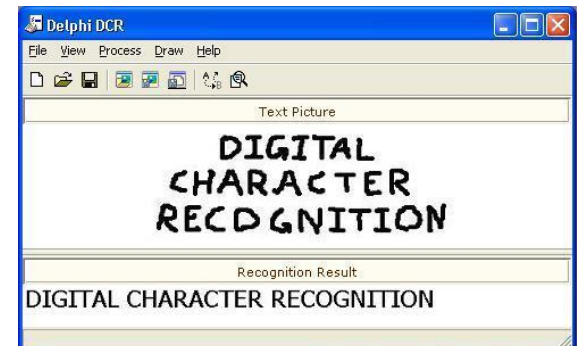 Delphi DCR
File View Process Draw Help
Text Picture
DIGITAL
CHARACTER
RECOGNITION
Recognition Result
DIGITAL CHARACTER RECOGNITION